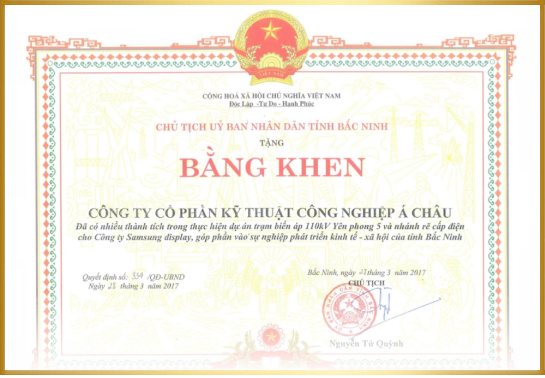 CỘNG HOÀ XÃ HỘI CHỦ NGHĨA VIỆT NAM
Độc Lập -Tự Do - Hạnh Phúc
CHỦ TỊCH UỶ BAN NHÂN DÂN TỈNH BẮC NINH
TẶNG
BẰNG KHEN
CÔNG TY CỔ PHẦN KỸ THUẬT CÔNG NGHIỆP Á CHÂU
Đã có nhiều thành tích trong thực hiện dự án trạm biến áp 110kV Yên phong 5 và nhánh rẽ cấp điện
cho Công ty Samsung display, góp phần vào sự nghiệp phát triển kinh tế - xã hội của tỉnh Bắc Ninh
Quyết định số: 334 /QĐ-UBND
Ngày 28 tháng 3 năm 2017
Bắc Ninh, ngày tháng 3 năm 2017
CHỦ TỊCH
Nguyễn Tử Quỳnh